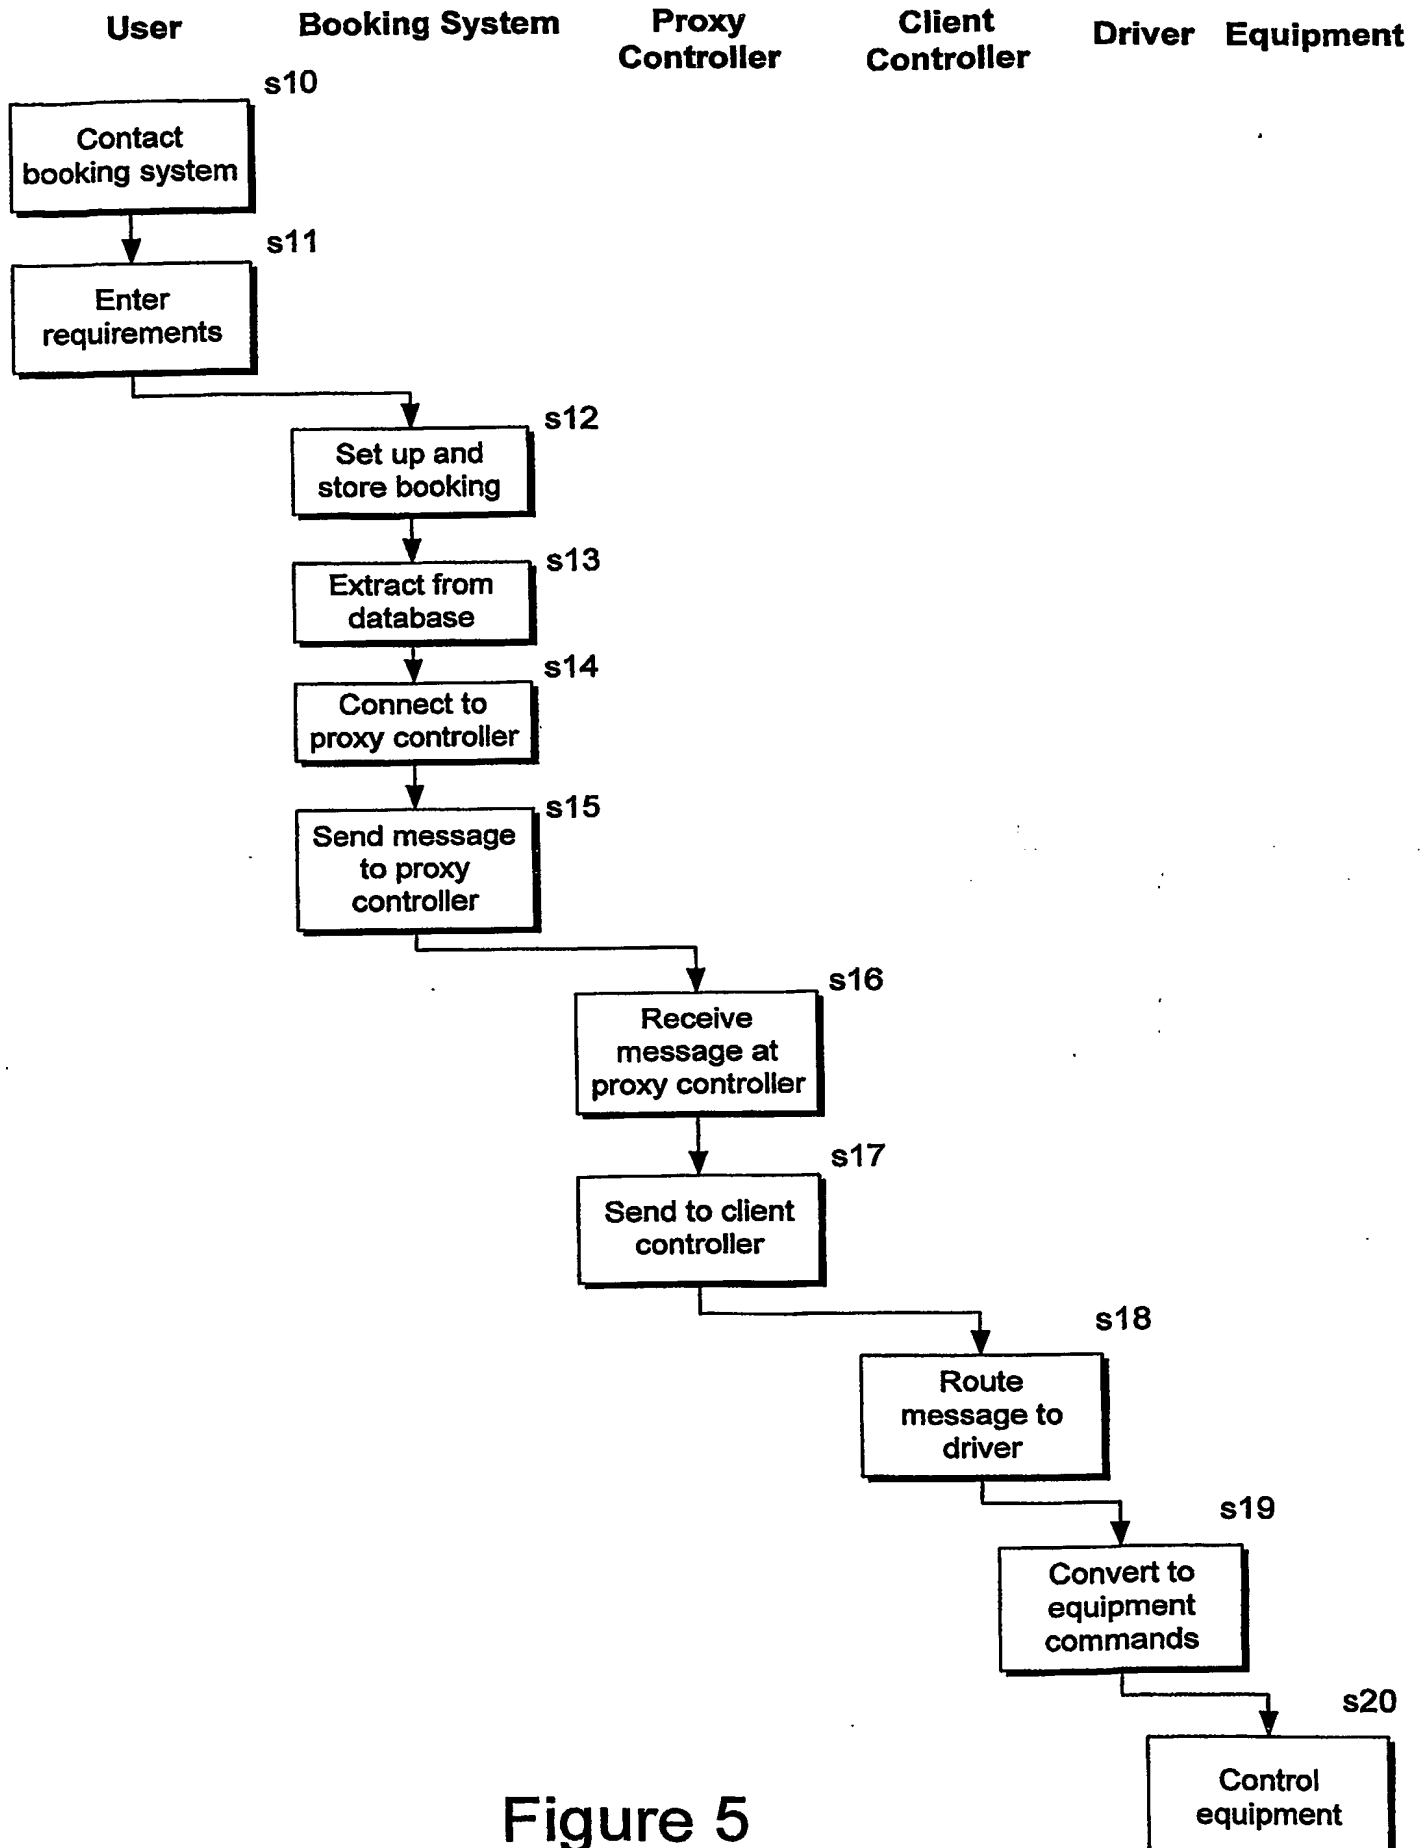 User
Booking System
Proxy
Controller
Client
Controller
Driver
Equipment
s10
Contact
booking system
s11
Enter
requirements
s12
Set up and
store booking
s13
Extract from
database
s14
Connect to
proxy controller
s15
Send message
to proxy
controller
s16
Receive
message at
proxy controller
s17
Send to client
controller
s18
Route
message to
driver
s19
Convert to
equipment
commands
s20
Control
equipment
Figure 5